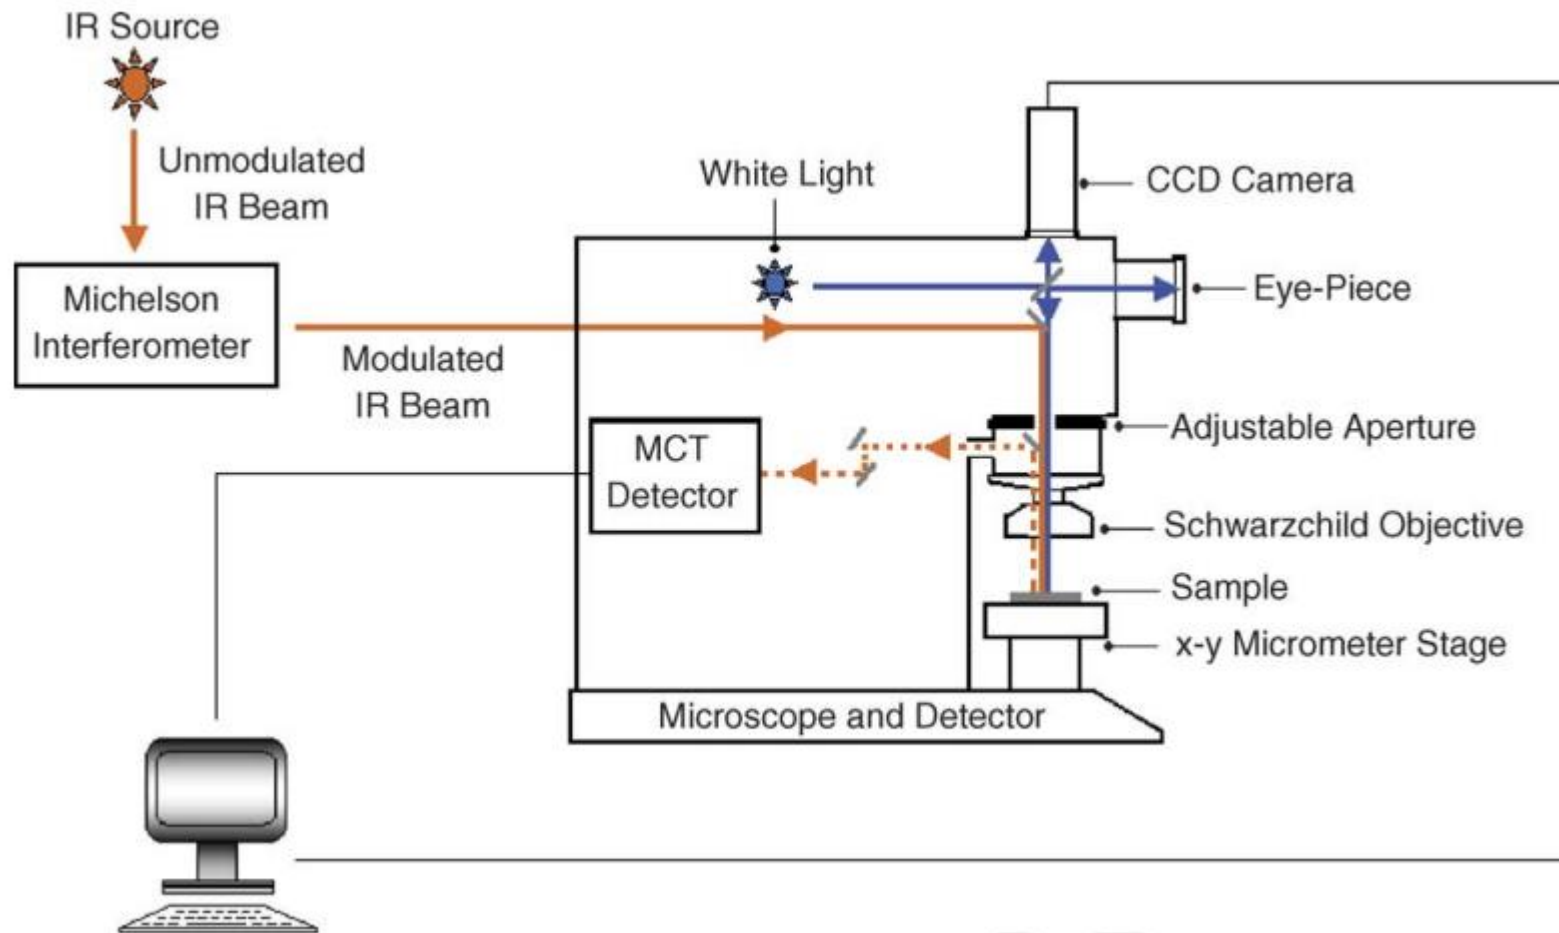 IR Source
Unmodulated
IR Beam
White Light
CCD Camera
Michelson
Interferometer
Eye-Piece
Modulated
IR Beam
Adjustable Aperture
MCT
Detector
Schwarzchild Objective
Sample
x-y Micrometer Stage
Microscope and Detector